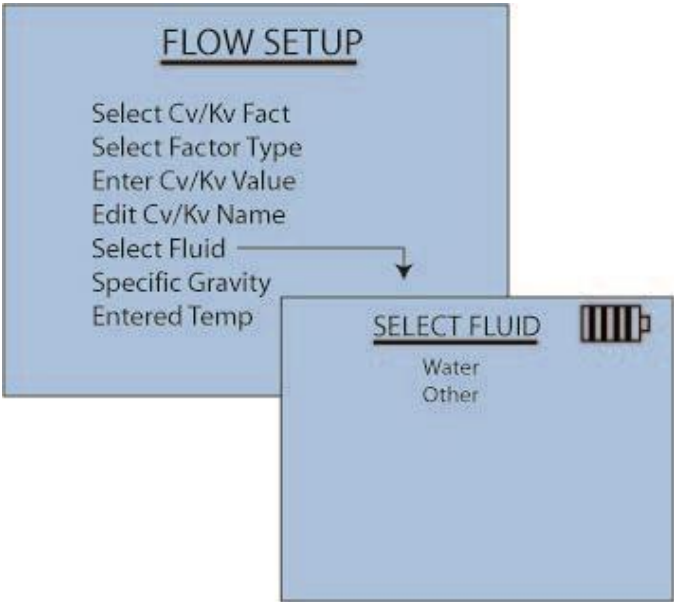 FLOW SETUP
Select Cv/Kv Fact
Select Factor Type
Enter Cv/Kv Value
Edit Cv/Kv Name
Select Fluid
Specific Gravity
Entered Temp
SELECT FLUID
Water
Other